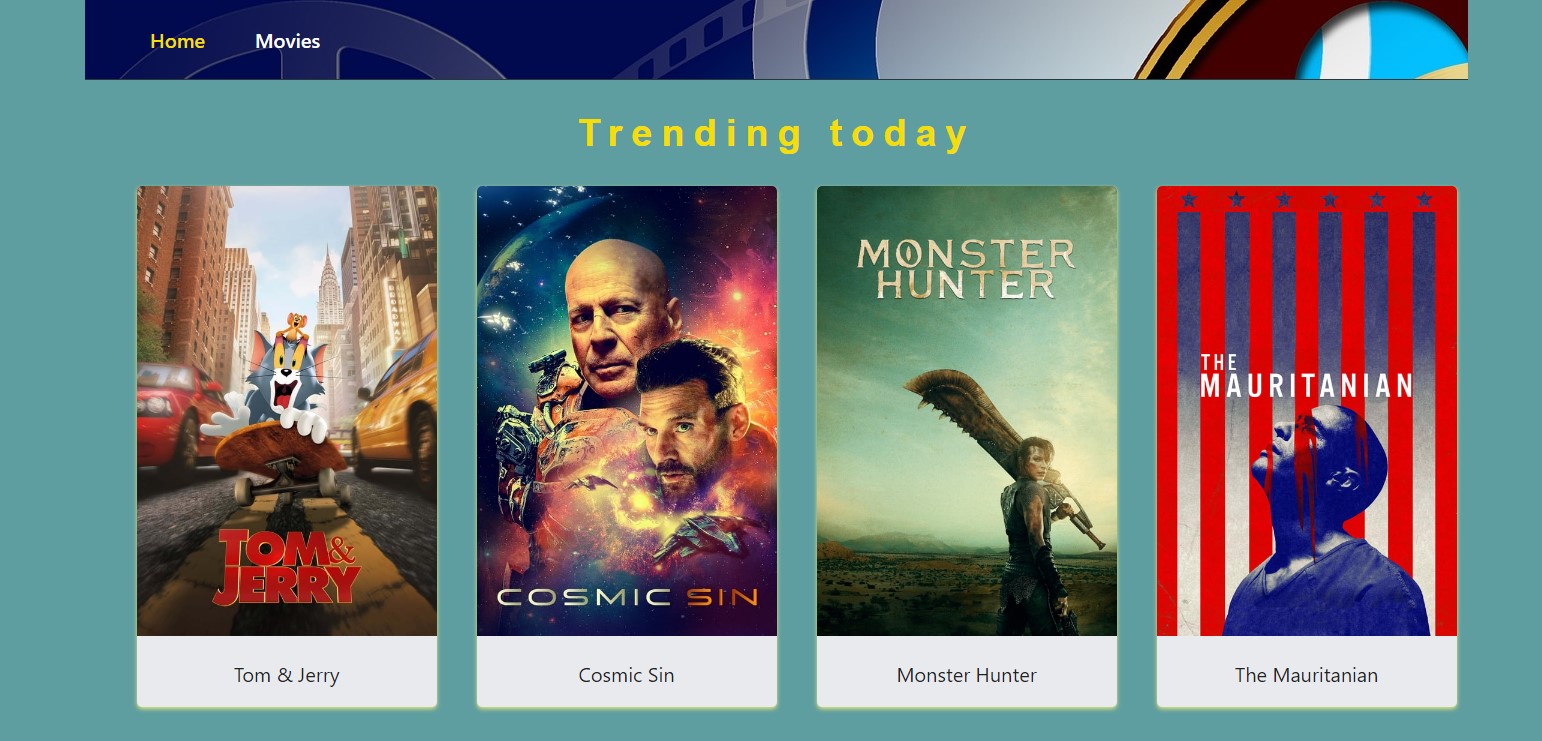 Home Movies
Trending today
TOM &
JERRY
COSMIC SIN
MONSTER
HUNTER
THE
MAURITANIAN
Tom & Jerry
Cosmic Sin
Monster Hunter
The Mauritanian